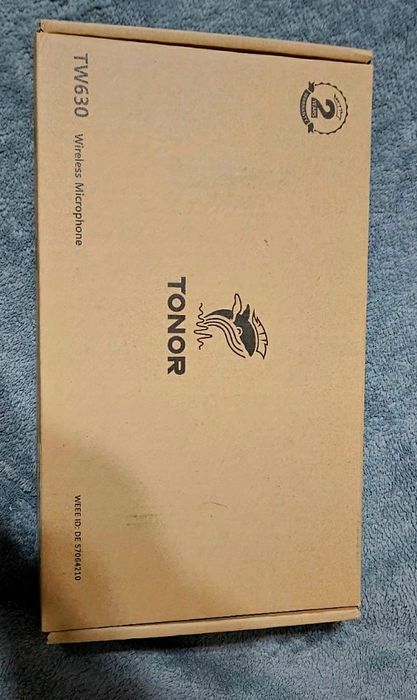 TW630 Wireless Microphone
2
TONOR
WEEE ID: DE 57064210